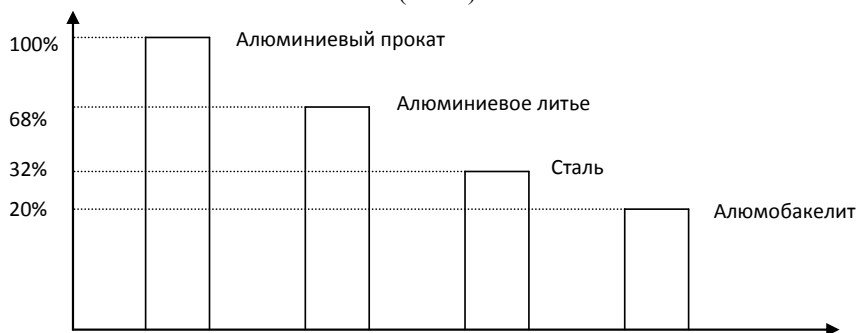 100%
Алюминиевый прокат
68%
Алюминиевое литье
32%
Сталь
20%
Алюмобакелит